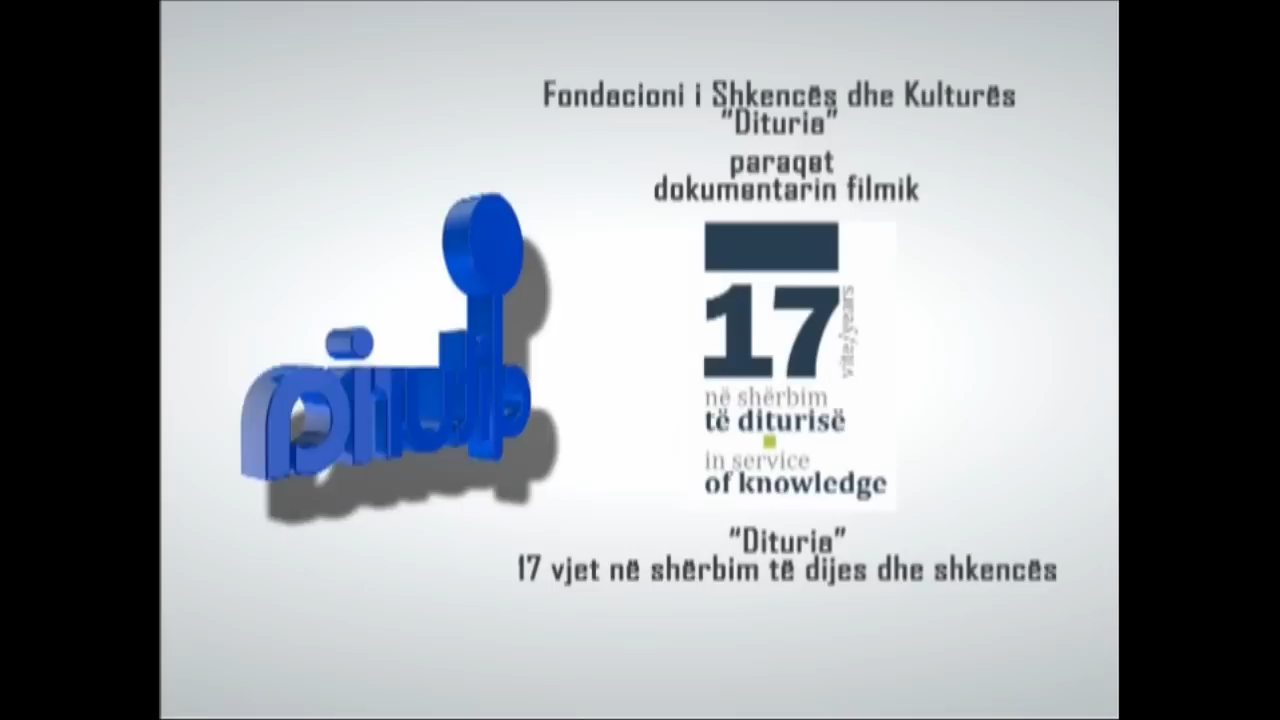 Fondacioni i Shkencës dhe Kulturës
"Dituria"
paraqet
dokumentarin filmik
17
vite/years
në shërbim
të diturisë
in service
of knowledge
"Dituria"
17 vjet në shërbim të dijes dhe shkencës